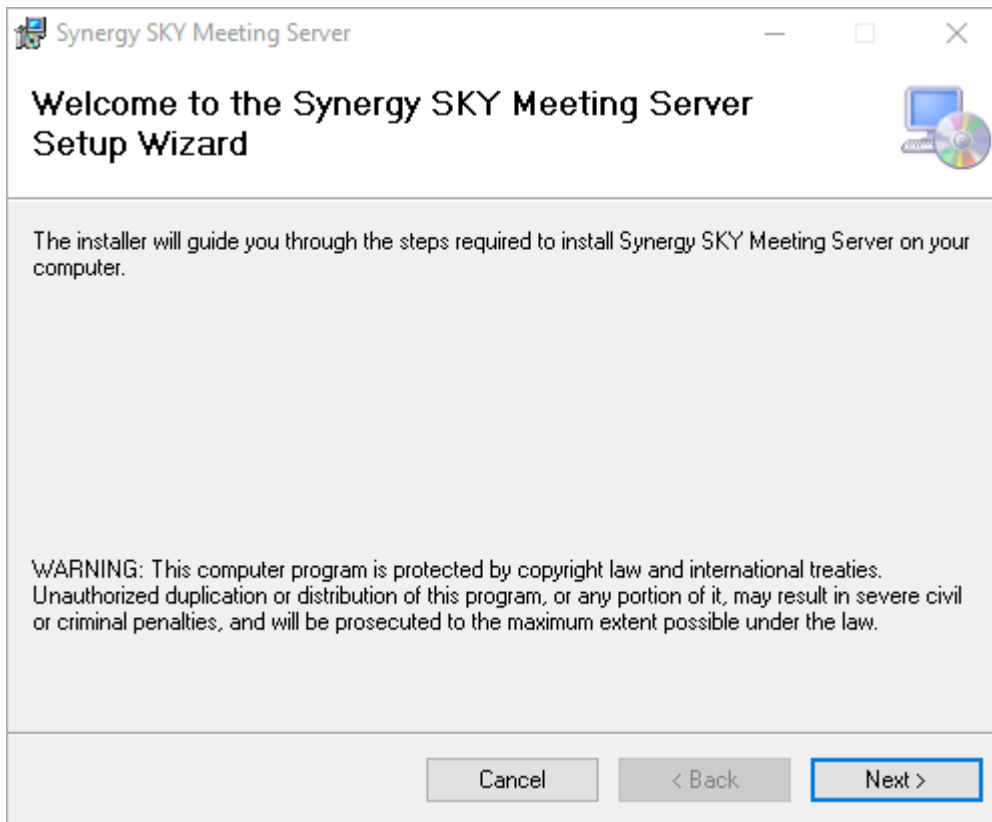 Synergy SKY Meeting Server
Welcome to the Synergy SKY Meeting Server
Setup Wizard
The installer will guide you through the steps required to install Synergy SKY Meeting Server on your
computer.
WARNING: This computer program is protected by copyright law and international treaties.
Unauthorized duplication or distribution of this program, or any portion of it, may result in severe civil
or criminal penalties, and will be prosecuted to the maximum extent possible under the law.
Cancel
< Back
Next >